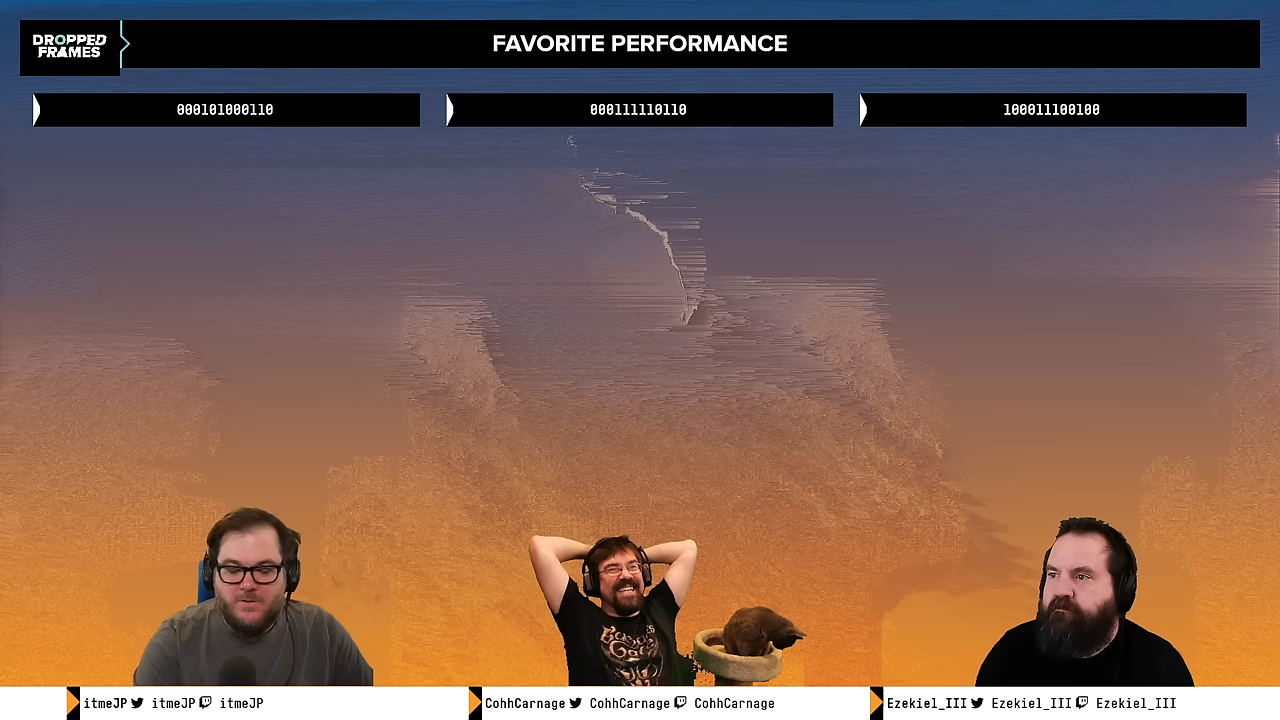 DROPPED
FRAMES
FAVORITE PERFORMANCE
000101000110
000111110110
100011100100
itmeJP itmeJP itmeJP
CohhCarnage CohhCarnage CohhCarnage
Ezekiel_III Ezekiel_III Ezekiel_III